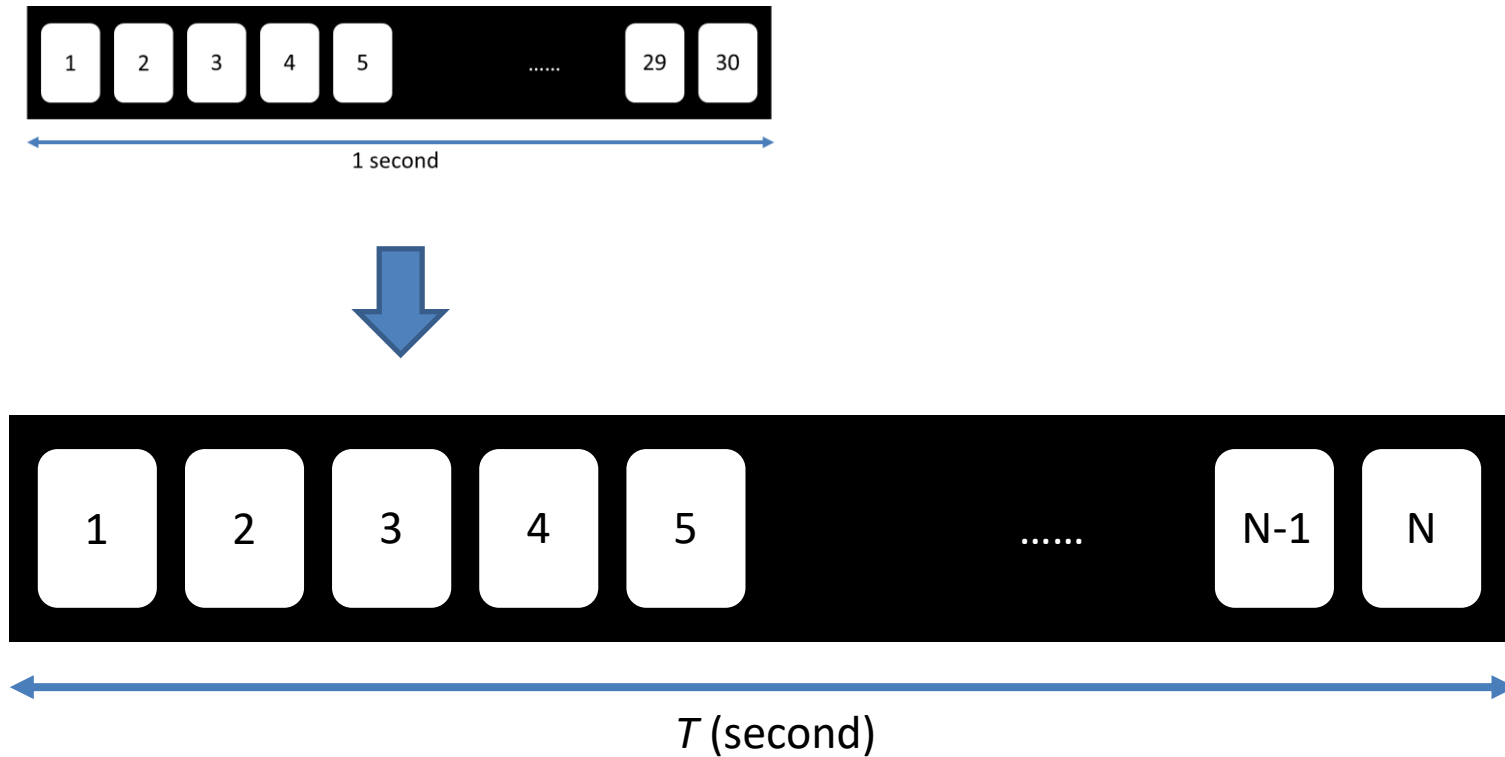 1 2 3 4 5 ...... 29 30
1 second
1 2 3 4 5 ...... N-1 N
T (second)